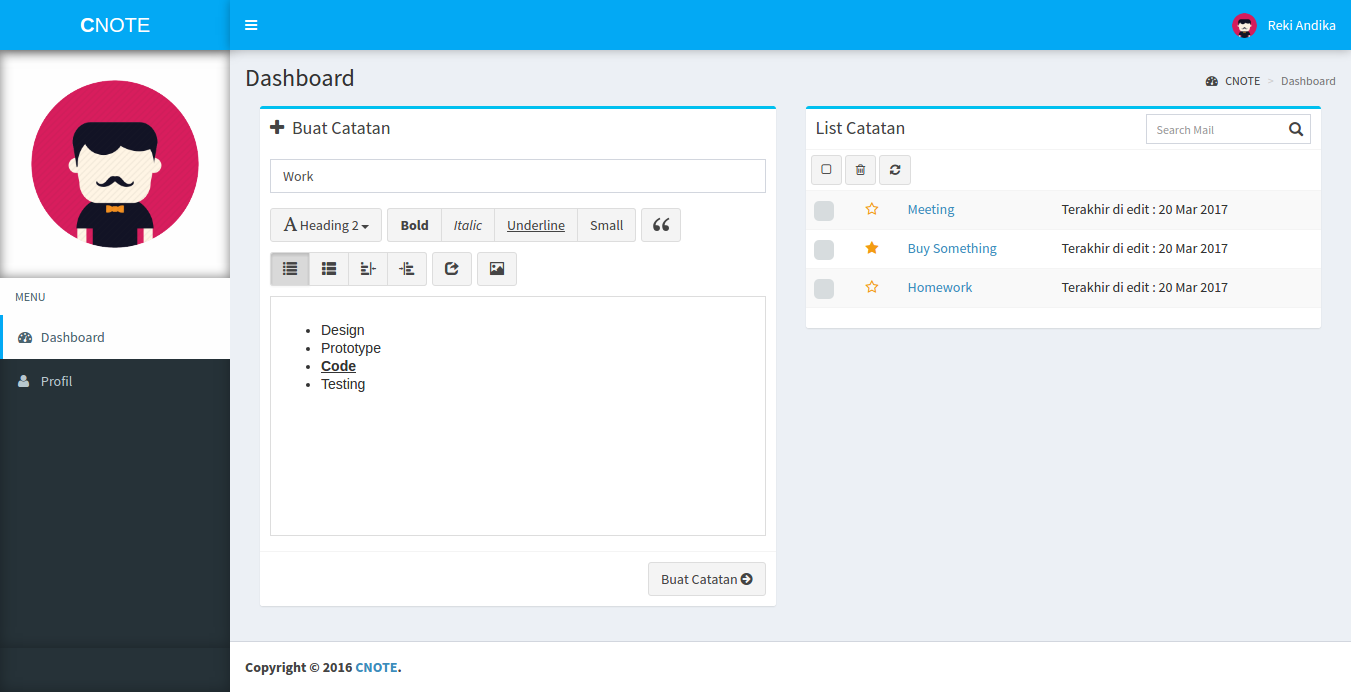 CNOTE
Reki Andika
MENU
Dashboard
Profil
Dashboard
CNOTE > Dashboard
Buat Catatan
Work
A Heading 2 Bold Italic Underline Small
Design
Prototype
Code
Testing
Buat Catatan
List Catatan
Search Mail
Meeting Terakhir di edit : 20 Mar 2017
Buy Something Terakhir di edit : 20 Mar 2017
Homework Terakhir di edit : 20 Mar 2017
Copyright © 2016 CNOTE.